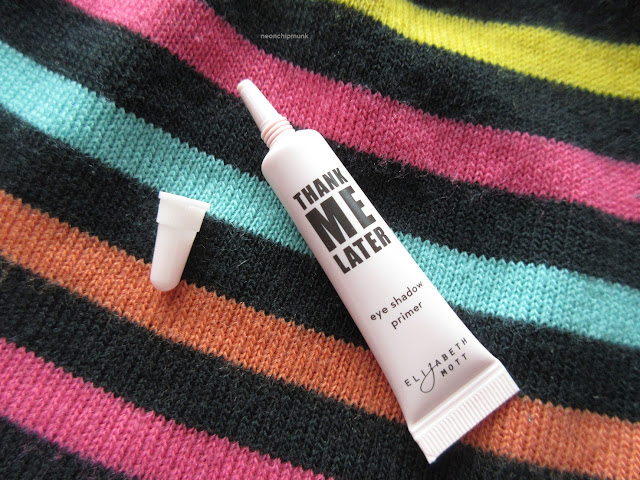 neonchipmunk
THANK
ME
LATER
eye shadow
primer
ELIZABETH
MOTT